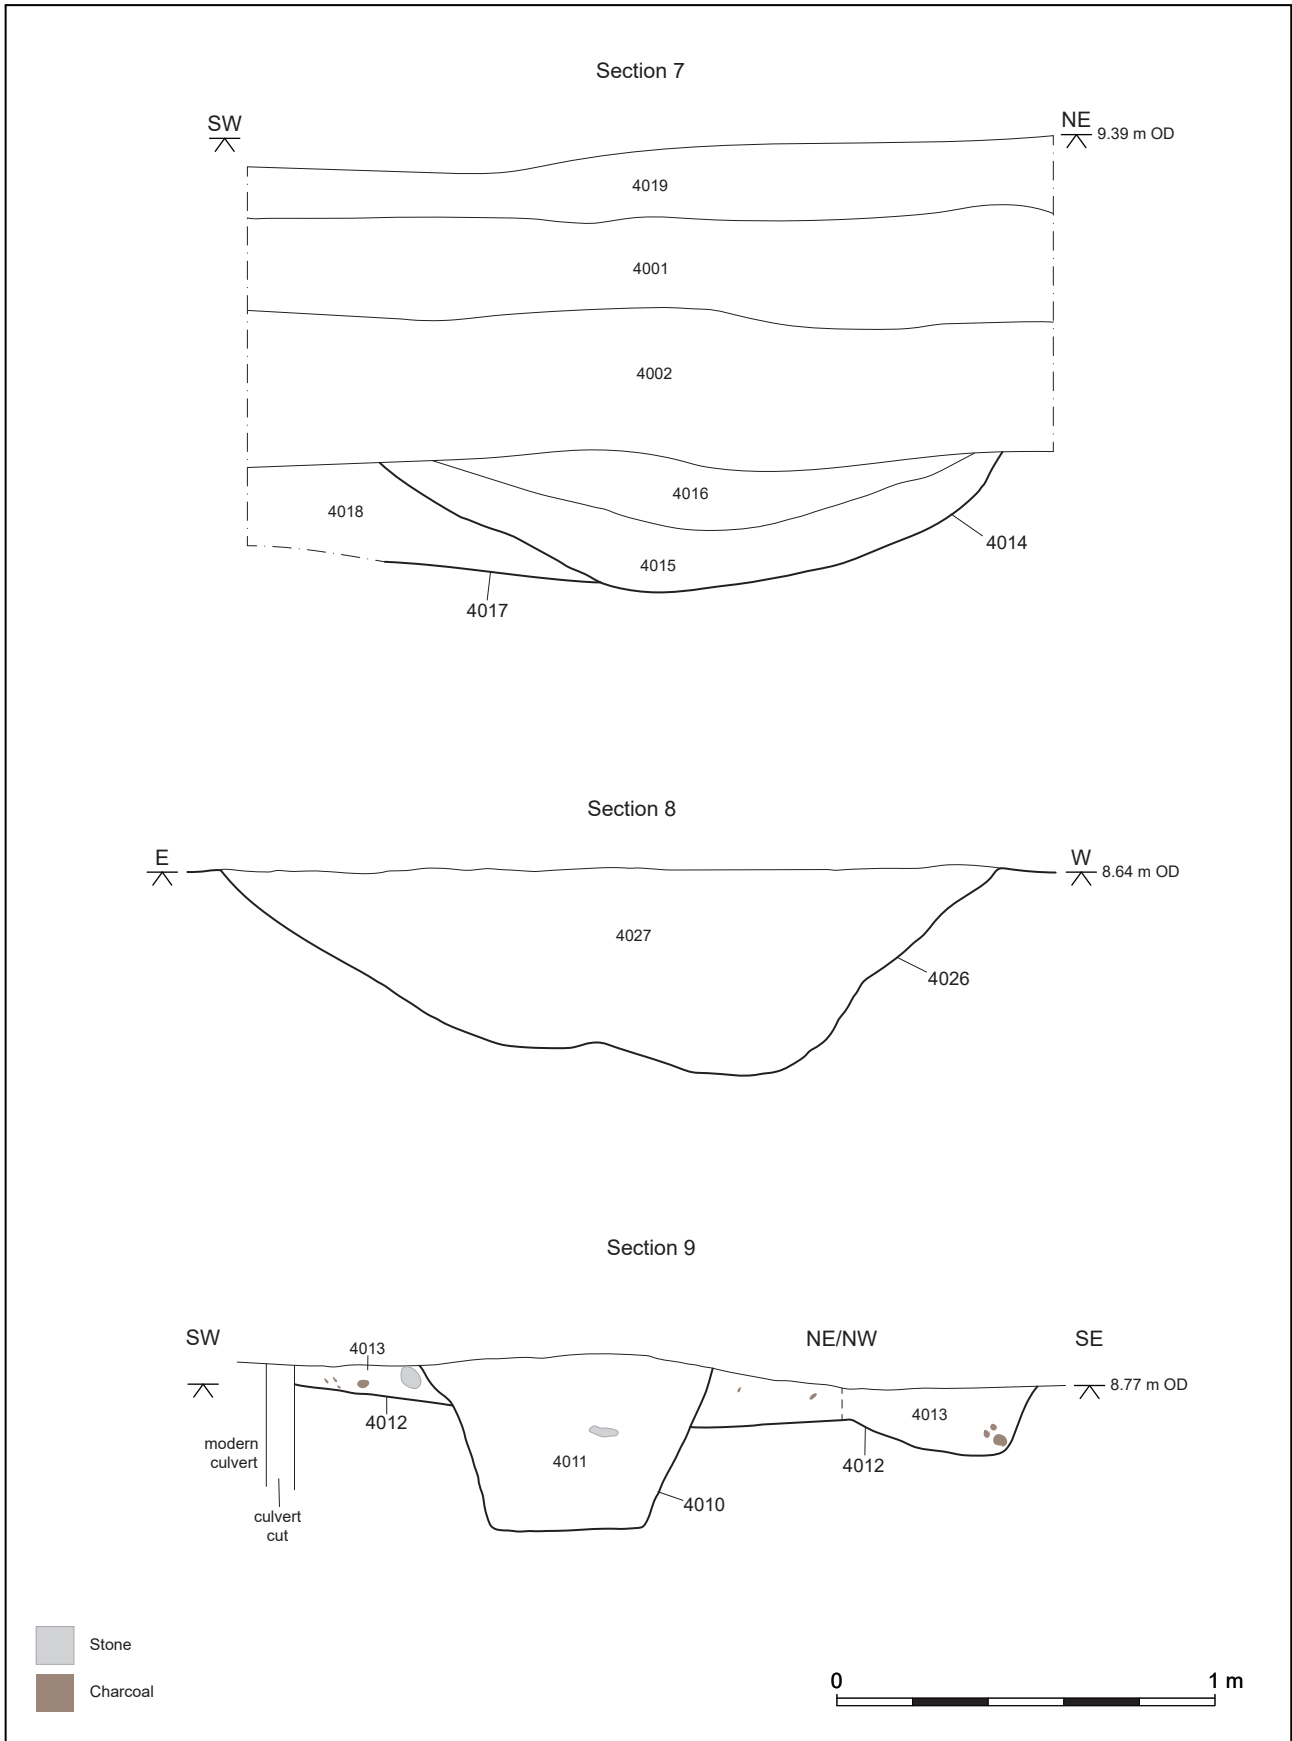 Section 7
SW
NE
9.39 m OD
4019
4001
4002
4016
4018
4014
4015
4017
Section 8
E
W
8.64 m OD
4027
4026
Section 9
SW
NE/NW
SE
4013
8.77 m OD
4012
4013
modern
culvert
4011
4012
4010
culvert
cut
Stone
Charcoal
0
1 m